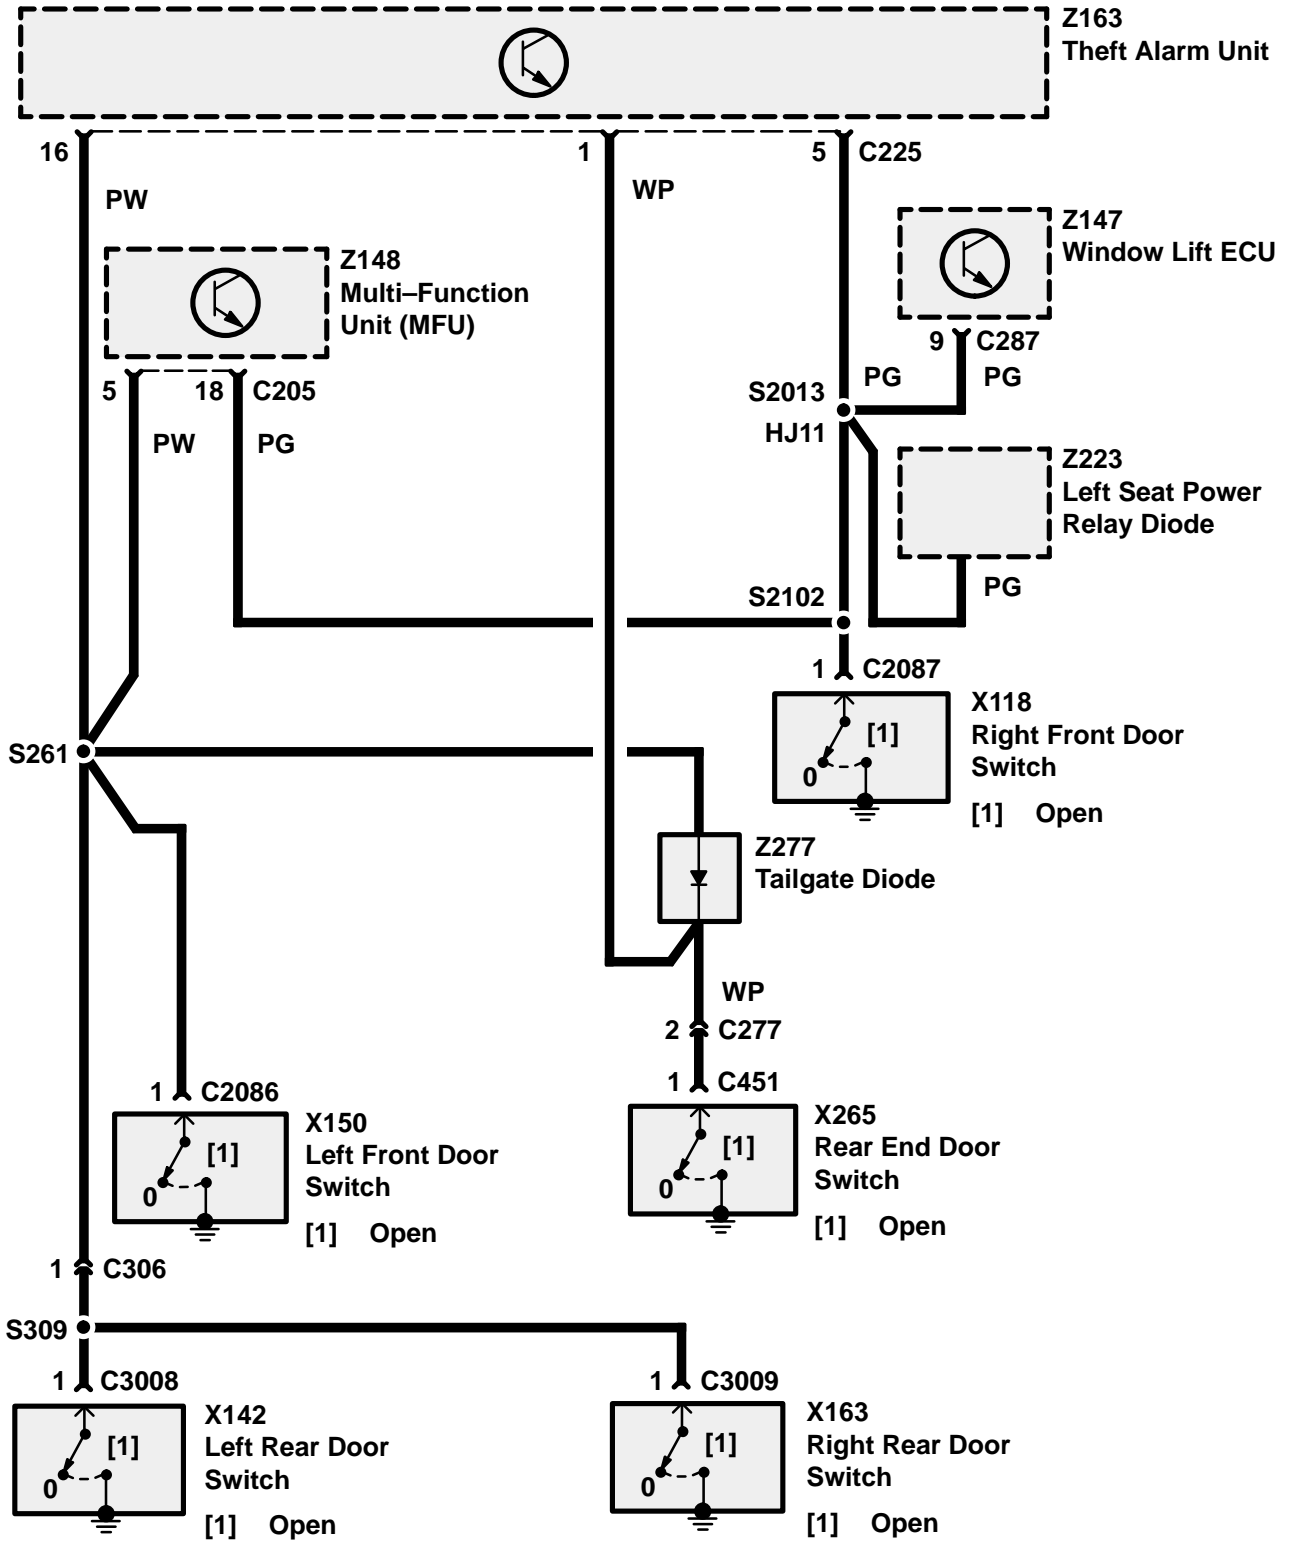 Z163
Theft Alarm Unit
16
1
5
C225
PW
WP
Z147
Window Lift ECU
Z148
Multi–Function
Unit (MFU)
9
C287
5
18
C205
PG
PG
S2013
HJ11
PW
PG
Z223
Left Seat Power
Relay Diode
PG
S2102
1
C2087
X118
Right Front Door
Switch
[1] Open
[1]
0
S261
Z277
Tailgate Diode
WP
2
C277
1
C451
1
C2086
X150
Left Front Door
Switch
[1] Open
[1]
0
X265
Rear End Door
Switch
[1] Open
[1]
0
1
C306
S309
1
C3008
1
C3009
X142
Left Rear Door
Switch
[1] Open
[1]
0
X163
Right Rear Door
Switch
[1] Open
[1]
0